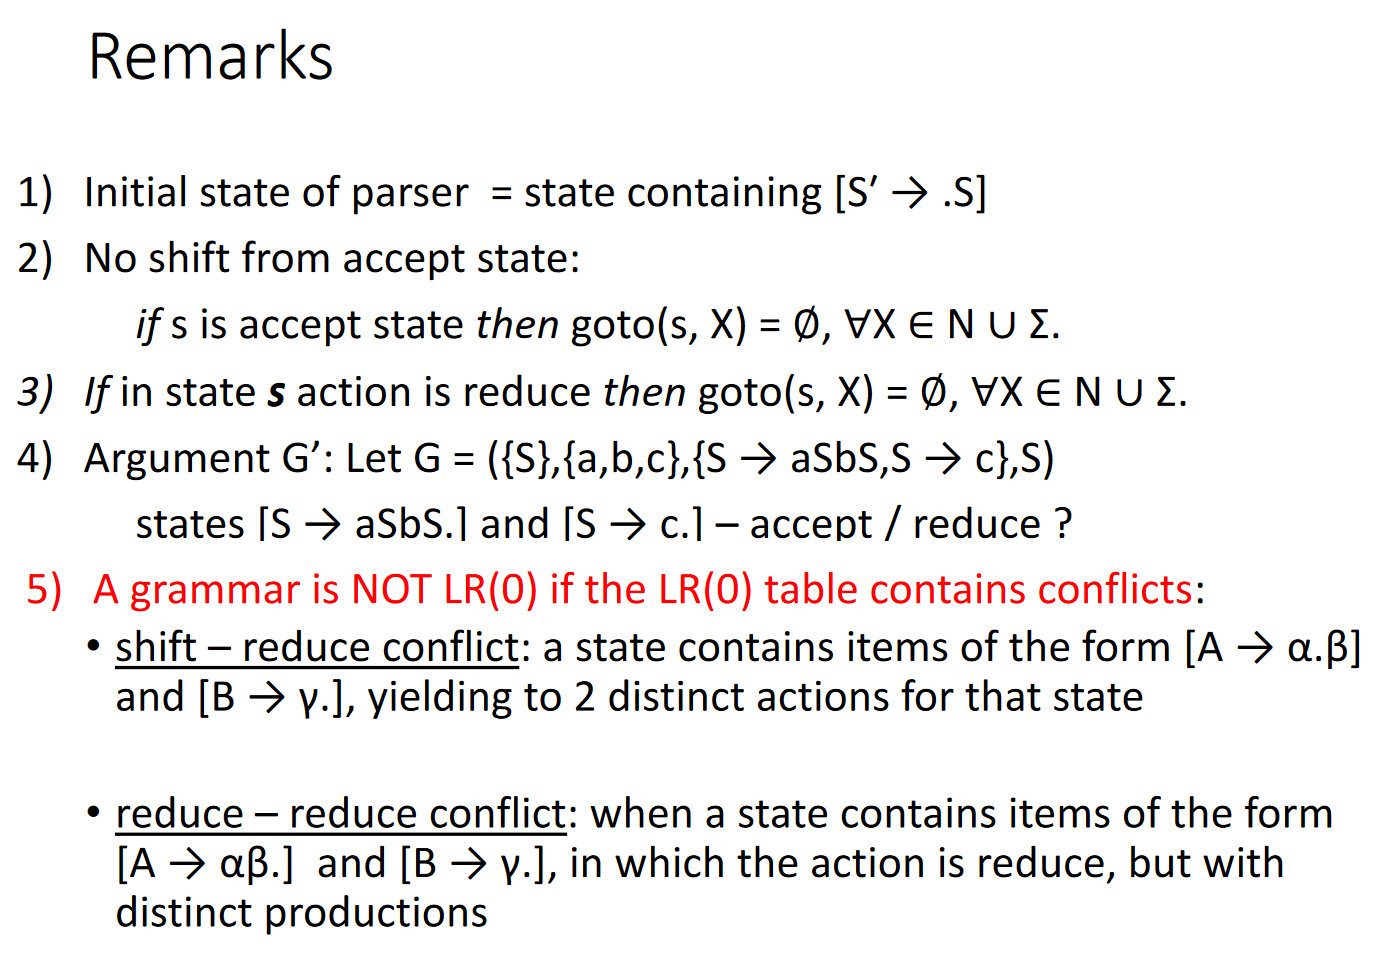 Remarks
1) Initial state of parser = state containing [S’ → .S]
2) No shift from accept state:
if s is accept state then goto(s, X) = ∅, ∀X ∈ N ∪ Σ.
3) If in state s action is reduce then goto(s, X) = ∅, ∀X ∈ N ∪ Σ.
4) Argument G’: Let G = ({S},{a,b,c},{S → aSbS,S → c},S)
states [S → aSbS.] and [S → c.] – accept / reduce ?
5) A grammar is NOT LR(0) if the LR(0) table contains conflicts:
• shift – reduce conflict: a state contains items of the form [A → α.β]
and [B → γ.], yielding to 2 distinct actions for that state
• reduce – reduce conflict: when a state contains items of the form
[A → αβ.] and [B → γ.], in which the action is reduce, but with
distinct productions